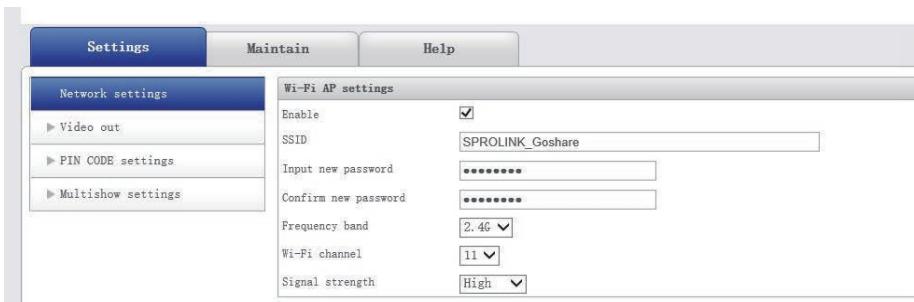 Settings Maintain Help
Network settings
Video out
PIN CODE settings
Multishow settings
Wi-Fi AP settings
Enable
SSID SPROLINK_Goshare
Input new password ••••••••
Confirm new password ••••••••
Frequency band 2.4G
Wi-Fi channel 11
Signal strength High